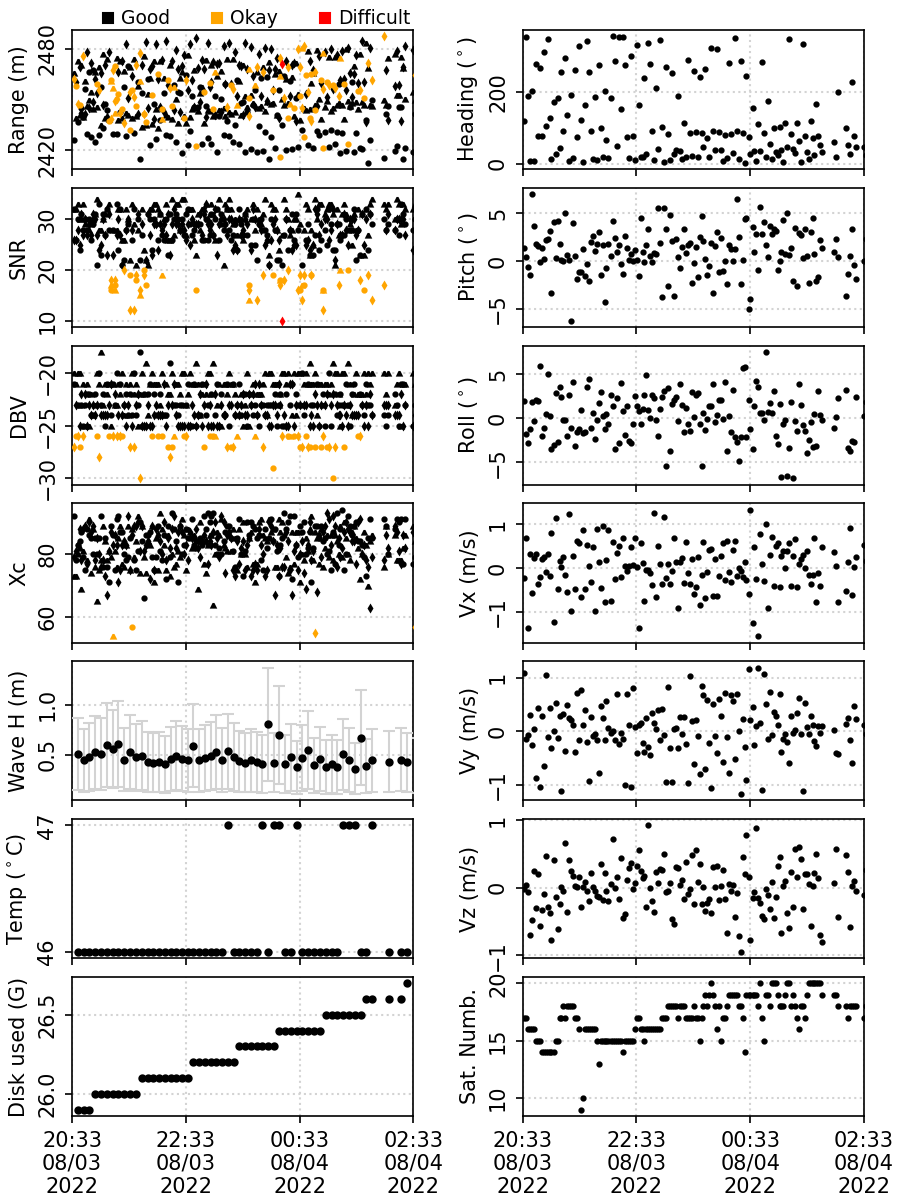 Good Okay Difficult
Range (m)
2480
2420
Heading (°)
200
0
SNR
30
20
10
Pitch (°)
5
0
−5
DBV
−20
−25
−30
Roll (°)
5
0
−5
Xc
80
60
Vx (m/s)
1
0
−1
Wave H (m)
1.0
0.5
Vy (m/s)
1
0
−1
Temp (°C)
47
46
Vz (m/s)
1
0
−1
Disk used (G)
26.5
26.0
Sat. Numb.
20
15
10
20:33 22:33 00:33 02:33 20:33 22:33 00:33 02:33
08/03 08/03 08/04 08/04 08/03 08/03 08/04 08/04
2022 2022 2022 2022 2022 2022 2022 2022